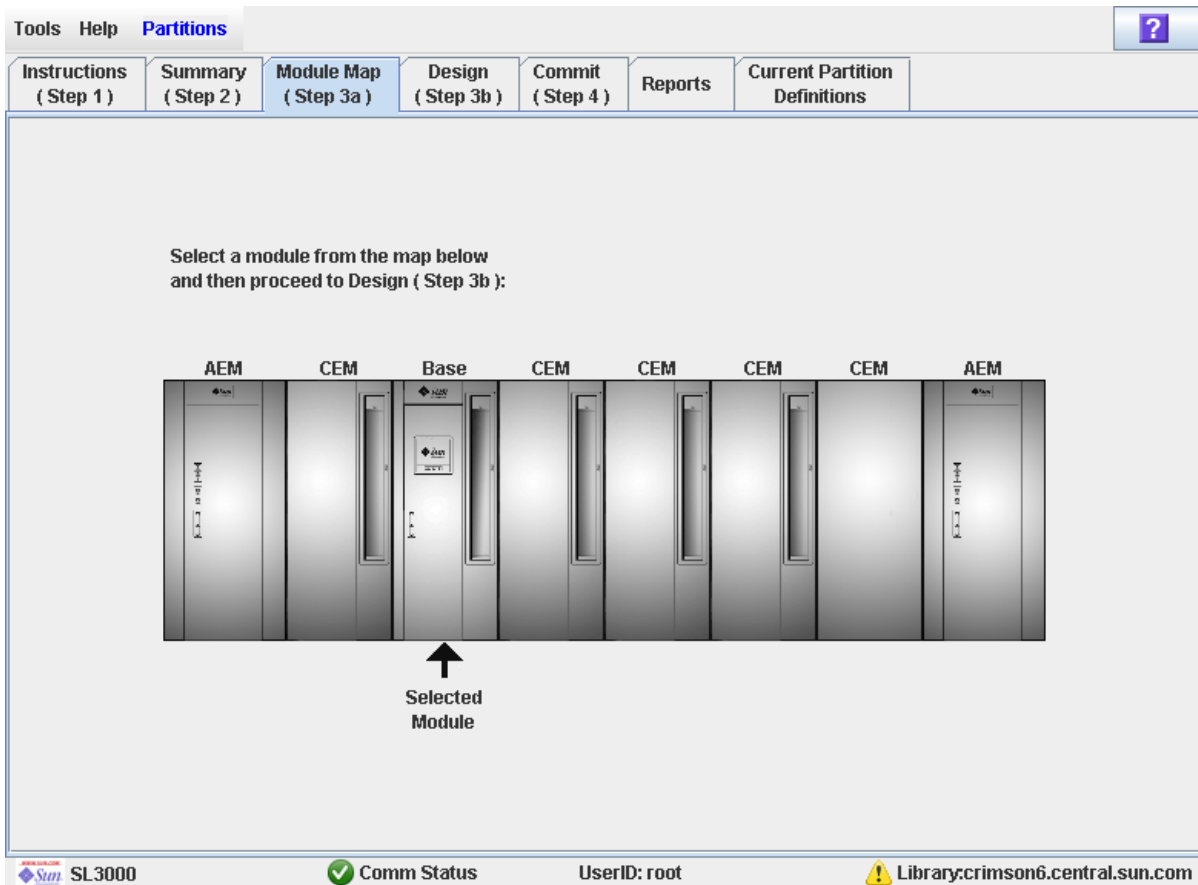 Tools Help Partitions
?
Instructions
( Step 1 )
Summary
( Step 2 )
Module Map
( Step 3a )
Design
( Step 3b )
Commit
( Step 4 )
Reports
Current Partition
Definitions
Select a module from the map below
and then proceed to Design ( Step 3b ):
AEM CEM Base CEM CEM CEM CEM AEM
Sun
Selected
Module
Sun SL3000 Comm Status UserID: root Library:crimson6.central.sun.com